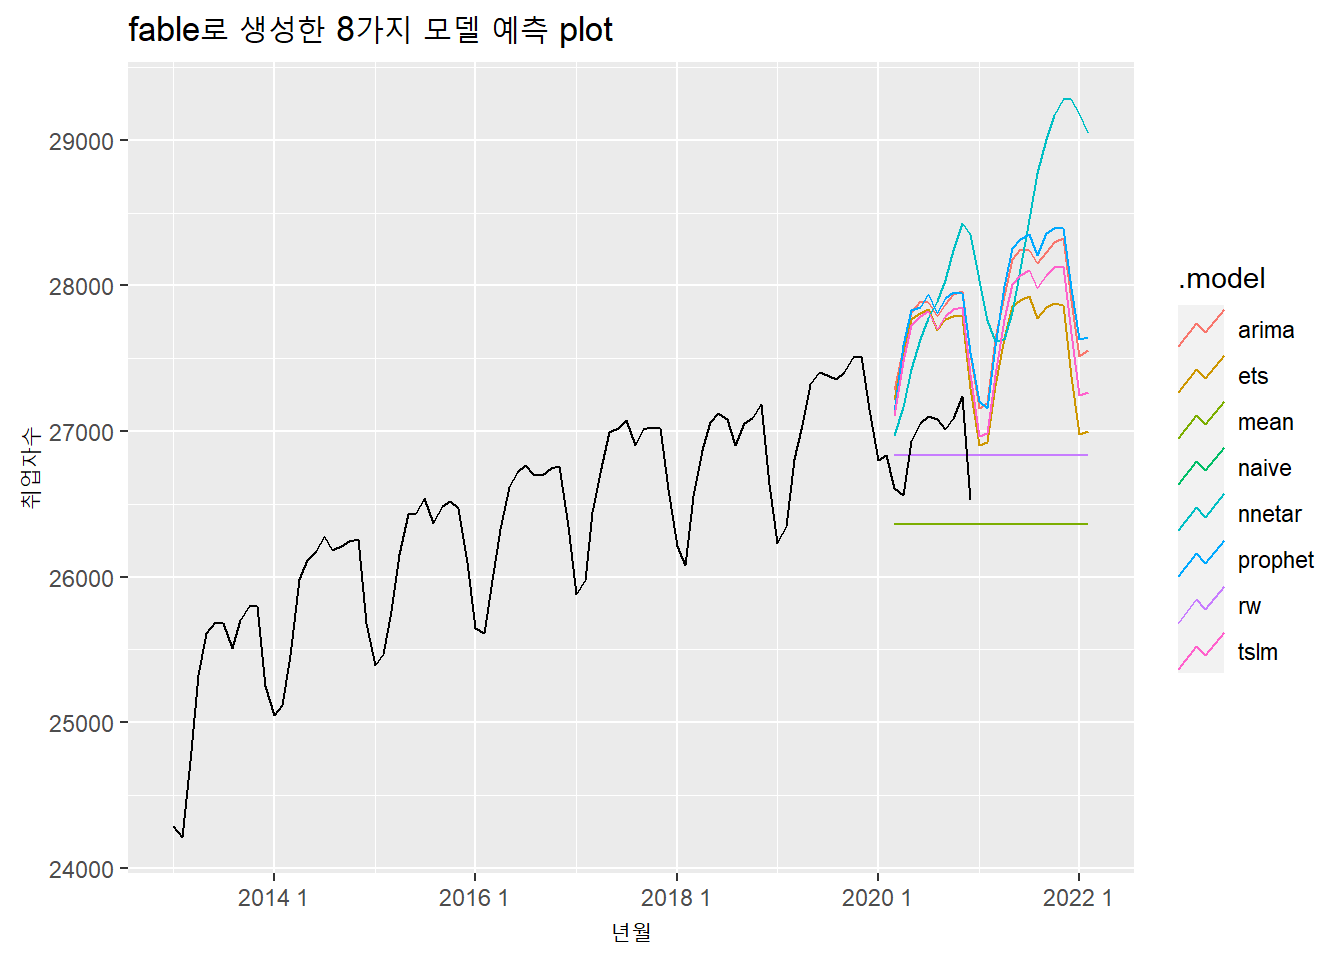 fable로 생성한 8가지 모델 예측 plot
29000
28000
27000
26000
25000
24000
취업자수
2014 1
2016 1
2018 1
2020 1
2022 1
년월
.model
arima
ets
mean
naive
nnetar
prophet
rw
tslm